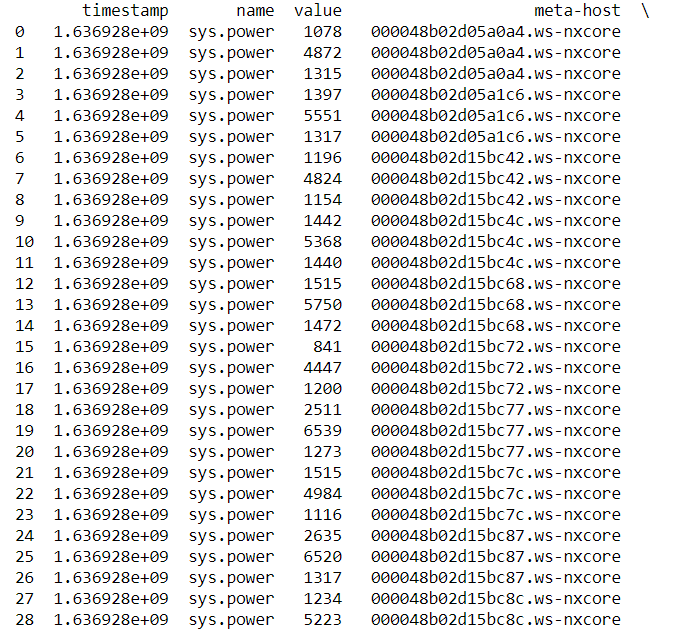 timestamp name value meta-host \
0 1.636928e+09 sys.power 1078 000048b02d05a0a4.ws-nxcore
1 1.636928e+09 sys.power 4872 000048b02d05a0a4.ws-nxcore
2 1.636928e+09 sys.power 1315 000048b02d05a0a4.ws-nxcore
3 1.636928e+09 sys.power 1397 000048b02d05a1c6.ws-nxcore
4 1.636928e+09 sys.power 5551 000048b02d05a1c6.ws-nxcore
5 1.636928e+09 sys.power 1317 000048b02d05a1c6.ws-nxcore
6 1.636928e+09 sys.power 1196 000048b02d15bc42.ws-nxcore
7 1.636928e+09 sys.power 4824 000048b02d15bc42.ws-nxcore
8 1.636928e+09 sys.power 1154 000048b02d15bc42.ws-nxcore
9 1.636928e+09 sys.power 1442 000048b02d15bc4c.ws-nxcore
10 1.636928e+09 sys.power 5368 000048b02d15bc4c.ws-nxcore
11 1.636928e+09 sys.power 1440 000048b02d15bc4c.ws-nxcore
12 1.636928e+09 sys.power 1515 000048b02d15bc68.ws-nxcore
13 1.636928e+09 sys.power 5750 000048b02d15bc68.ws-nxcore
14 1.636928e+09 sys.power 1472 000048b02d15bc68.ws-nxcore
15 1.636928e+09 sys.power 841 000048b02d15bc72.ws-nxcore
16 1.636928e+09 sys.power 4447 000048b02d15bc72.ws-nxcore
17 1.636928e+09 sys.power 1200 000048b02d15bc72.ws-nxcore
18 1.636928e+09 sys.power 2511 000048b02d15bc77.ws-nxcore
19 1.636928e+09 sys.power 6539 000048b02d15bc77.ws-nxcore
20 1.636928e+09 sys.power 1273 000048b02d15bc77.ws-nxcore
21 1.636928e+09 sys.power 1515 000048b02d15bc7c.ws-nxcore
22 1.636928e+09 sys.power 4984 000048b02d15bc7c.ws-nxcore
23 1.636928e+09 sys.power 1116 000048b02d15bc7c.ws-nxcore
24 1.636928e+09 sys.power 2635 000048b02d15bc87.ws-nxcore
25 1.636928e+09 sys.power 6520 000048b02d15bc87.ws-nxcore
26 1.636928e+09 sys.power 1317 000048b02d15bc87.ws-nxcore
27 1.636928e+09 sys.power 1234 000048b02d15bc8c.ws-nxcore
28 1.636928e+09 sys.power 5223 000048b02d15bc8c.ws-nxcore